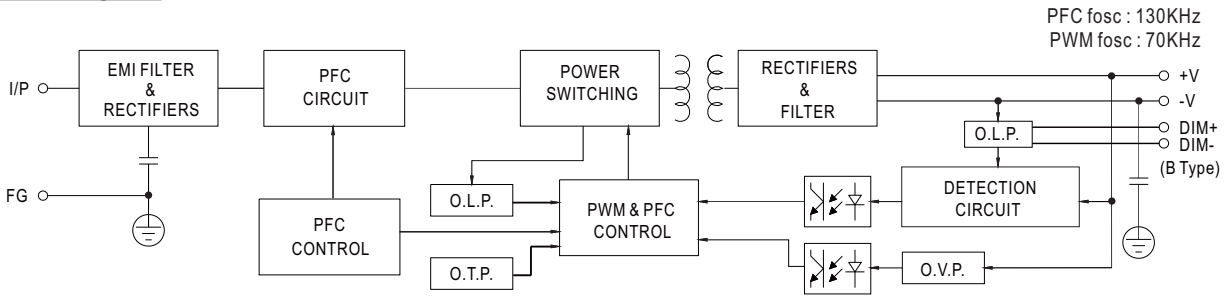 PFC fosc : 130KHz
PWM fosc : 70KHz
I/P
EMI FILTER
&
RECTIFIERS
PFC
CIRCUIT
POWER
SWITCHING
RECTIFIERS
&
FILTER
+V
-V
O.L.P.
DIM+
DIM-
(B Type)
FG
O.L.P.
PFC
CONTROL
PWM & PFC
CONTROL
DETECTION
CIRCUIT
O.T.P.
O.V.P.